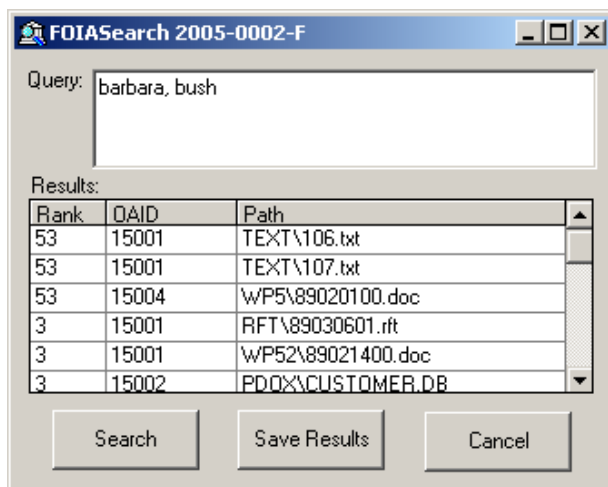 FOIASearch 2005-0002-F
Query: barbara, bush
Results:
Rank OAID Path
53 15001 TEXT\106.txt
53 15001 TEXT\107.txt
53 15004 WP5\89020100.doc
3 15001 RFT\89030601.rft
3 15001 WP52\89021400.doc
3 15002 PDOX\CUSTOMER.DB
Search Save Results Cancel